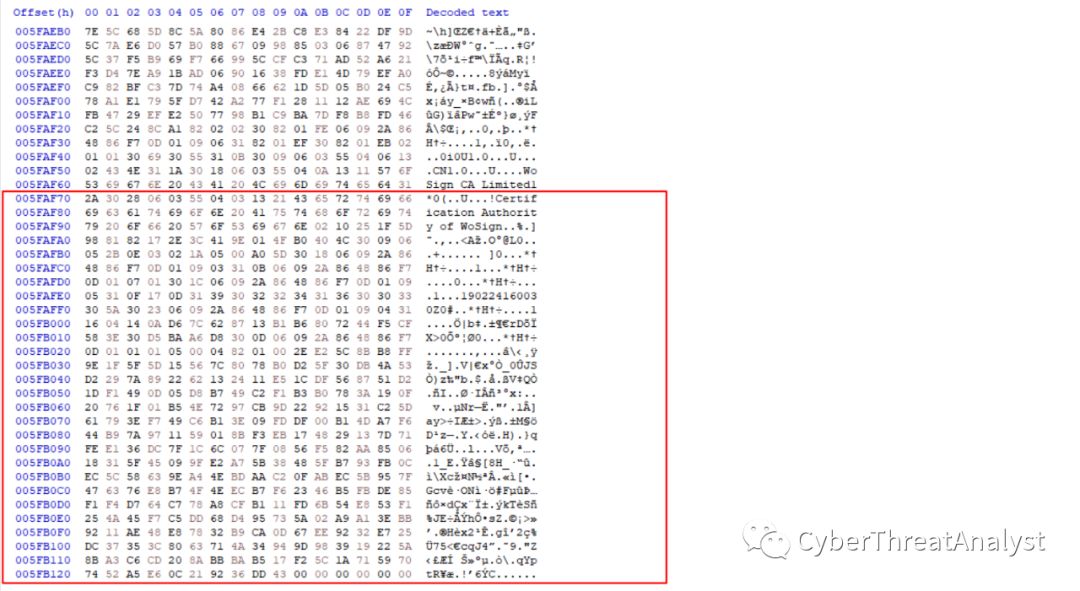 Offset(h) 00 01 02 03 04 05 06 07 08 09 0A 0B 0C 0D 0E 0F Decoded text
005FAEB0 7E 5C 68 5D 8C 5A 80 86 E4 2B C8 E3 84 22 DF 9D ~\h]ŒZ€†ä+Èã„"ß.
005FAEC0 5C 7A E6 D0 57 B0 88 67 09 98 85 03 06 87 47 92 \zæÐW°ˆg.˜…..‡G’
005FAED0 5C 37 F5 B9 69 F7 66 99 5C CF C3 71 AD 52 A6 21 \7õ¹i÷f™\ÏÃq.R¦!
005FAEE0 F3 D4 7E A9 1B AD 06 90 16 38 FD E1 4D 79 EF A0 óÔ~©.....8ýáMyï
005FAEF0 C9 82 BF C3 7D 74 A4 08 66 62 1D 5D 05 B0 24 C5 É‚¿Ã}t¤.fb.].°$Å
005FAF00 78 A1 E1 79 5F D7 42 A2 77 F1 28 11 12 AE 69 4C x¡áy_×B¢wñ(..®iL
005FAF10 FB 47 29 EF E2 50 77 98 B1 C9 BA 7D F8 B8 FD 46 ûG)ïâPw˜±Éº}ø¸ýF
005FAF20 C2 5C 24 8C A1 82 02 02 30 82 01 FE 06 09 2A 86 Â\$Œ¡‚..0‚.þ..*†
005FAF30 48 86 F7 0D 01 09 06 31 82 01 EF 30 82 01 EB 02 H†÷....1‚.ï0‚.ë.
005FAF40 01 01 30 69 30 55 31 0B 30 09 06 03 55 04 06 13 ..0i0U1.0...U...
005FAF50 02 43 4E 31 1A 30 18 06 03 55 04 0A 13 11 57 6F .CN1.0...U....Wo
005FAF60 53 69 67 6E 20 43 41 20 4C 69 6D 69 74 65 64 31 Sign CA Limited1
005FAF70 2A 30 28 06 03 55 04 03 13 21 43 65 72 74 69 66 *0(..U...!Certif
005FAF80 69 63 61 74 69 6F 6E 20 41 75 74 68 6F 72 69 74 ication Authorit
005FAF90 79 20 6F 66 20 57 6F 53 69 67 6E 02 10 25 1F 5D y of WoSign..%.]
005FAFA0 98 81 82 17 2E 3C 41 9E 01 4F B0 40 4C 30 09 06 ˜.‚..<Až.O°@L0..
005FAFB0 05 2B 0E 03 02 1A 05 00 A0 5D 30 18 06 09 2A 86 .+...... ]0...*†
005FAFC0 48 86 F7 0D 01 09 03 31 0B 06 09 2A 86 48 86 F7 H†÷....1...*†H†÷
005FAFD0 0D 01 07 01 30 1C 06 09 2A 86 48 86 F7 0D 01 09 ....0...*†H†÷...
005FAFE0 05 31 0F 17 0D 31 39 30 32 32 34 31 36 30 30 33 .1...19022416003
005FAFF0 30 5A 30 23 06 09 2A 86 48 86 F7 0D 01 09 04 31 0Z0#..*†H†÷....1
005FB000 16 04 14 0A D6 7C 62 87 13 B1 B6 80 72 44 F5 CF ....Ö|b‡.±¶€rDõÏ
005FB010 58 3E 30 D5 BA A6 D8 30 0D 06 09 2A 86 48 86 F7 X>0Õº¦Ø0...*†H†÷
005FB020 0D 01 01 01 05 00 04 82 01 00 2E E2 5C 8B B8 FF .......‚...â\‹¸ÿ
005FB030 9E 1F 5F 5D 15 56 7C 80 78 B0 D2 5F 30 DB 4A 53 ž._].V|€x°Ò_0ÛJS
005FB040 D2 29 7A 89 22 62 13 24 11 E5 1C DF 56 87 51 D2 Ò)z‰"b.$.å.ßV‡QÒ
005FB050 1D F1 49 0D 05 D8 B7 49 C2 F1 B3 B0 78 3A 19 0F .ñI..Ø·IÂñ³°x:..
005FB060 20 76 1F 01 B5 4E 72 97 CB 9D 22 92 15 31 C2 5D v..µNr—Ë."’.1Â]
005FB070 61 79 3E F7 49 C6 B1 3E 09 FD DF 00 B1 4D A7 F6 ay>÷IÆ±>.ýß.±M§ö
005FB080 44 B9 7A 97 11 59 01 8B F3 EB 17 48 29 13 7D 71 D¹z—.Y.‹óë.H).}q
005FB090 FE E1 36 DC 7F 1C 6C 07 7F 08 56 F5 82 AA 85 06 þá6Ü..l...Võ‚ª….
005FB0A0 18 31 5F 45 09 9F E2 A7 5B 38 48 5F B7 93 FB 0C .1_E.Ÿâ§[8H_·“û.
005FB0B0 EC 5C 58 63 9E A4 4E BD AA C2 0F AB EC 5B 95 7F ì\Xcž¤N½ªÂ.«ì[•.
005FB0C0 47 63 76 E8 B7 4F 4E EC B7 F6 23 46 B5 FB DE 85 Gcvè·ONì·ö#FµûÞ…
005FB0D0 F1 F4 D7 64 C7 78 A8 CF B1 11 FD 6B 54 E8 53 F1 ñô×dÇx¨Ï±.ýkTèSñ
005FB0E0 25 4A 45 F7 C5 DD 68 D4 95 73 5A 02 A9 A1 3E BB %JE÷ÅÝhÔ•sZ.©¡>»
005FB0F0 92 11 AE 48 E8 78 32 B9 CA 0D 67 EE 92 32 E7 25 ’.®Hèx2¹Ê.gî’2ç%
005FB100 DC 37 35 3C 80 63 71 4A 34 94 9D 98 39 19 22 5A Ü75<€cqJ4”.˜9."Z
005FB110 8B A3 C6 CD 20 8A BB BA B5 17 F2 5C 1A 71 59 70 ‹£ÆÍ Š»ºµ.ò\.qYp
005FB120 74 52 A5 E6 0C 21 92 36 DD 43 00 00 00 00 00 00 tR¥æ.!’6ÝC......
CyberThreatAnalyst